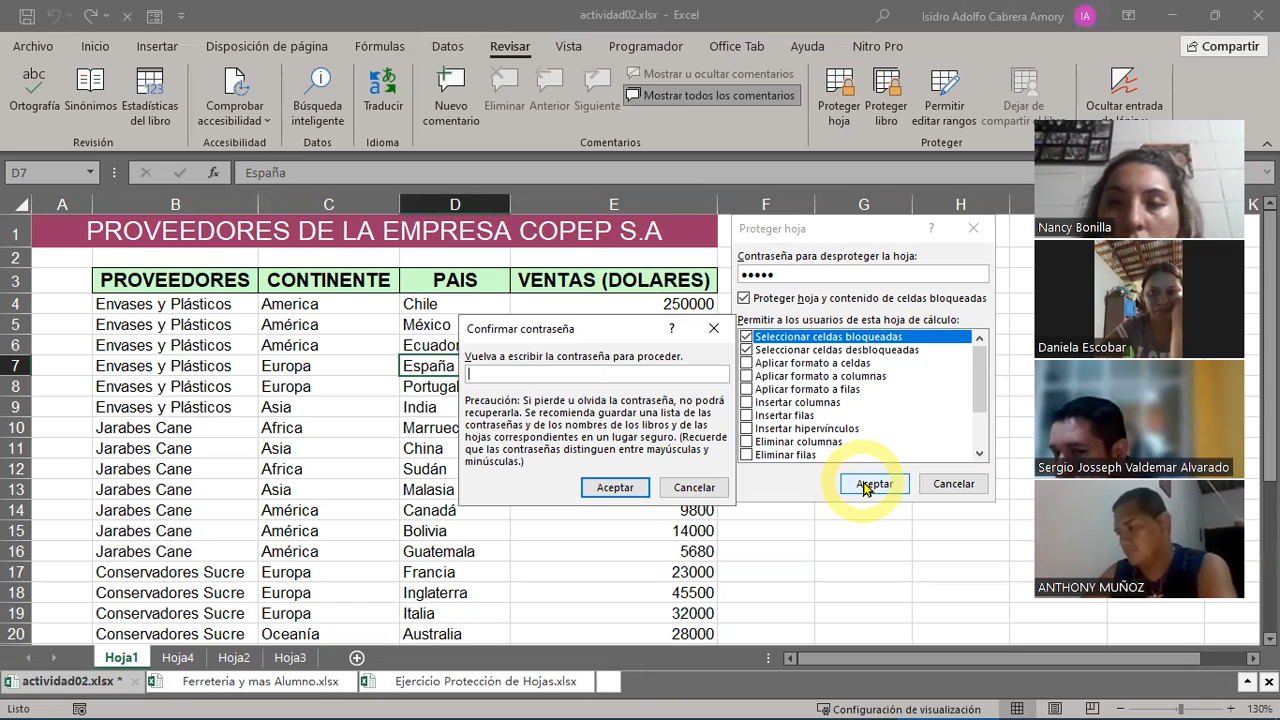 actividad02.xlsx - Excel
Isidro Adolfo Cabrera Amory
IA
Archivo Inicio Insertar Disposición de página Fórmulas Datos Revisar Vista Programador Office Tab Ayuda Nitro Pro Compartir
abc
Ortografía
Sinónimos
Estadísticas del libro
Revisión
Comprobar accesibilidad
Accesibilidad
Búsqueda inteligente
Datos
Traducir
Idioma
Nuevo comentario
Eliminar
Anterior
Siguiente
Mostrar u ocultar comentarios
Mostrar todos los comentarios
Comentarios
Proteger hoja
Proteger libro
Permitir editar rangos
Dejar de compartir el libro
Proteger
Ocultar entrada de
D7
fx
España
A B C D E F G H K
1 PROVEEDORES DE LA EMPRESA COPEP S.A
2
3 PROVEEDORES CONTINENTE PAIS VENTAS (DOLARES)
4 Envases y Plásticos America Chile 250000
5 Envases y Plásticos America México
6 Envases y Plásticos America Ecuado
7 Envases y Plásticos Europa España
8 Envases y Plásticos Europa Portugal
9 Envases y Plásticos Asia India
10 Jarabes Cane Africa Marruec
11 Jarabes Cane Asia China
12 Jarabes Cane Africa Sudán
13 Jarabes Cane Asia Malasia
14 Jarabes Cane América Canadá 9800
15 Jarabes Cane América Bolivia 14000
16 Jarabes Cane América Guatemala 5680
17 Conservadores Sucre Europa Francia 23000
18 Conservadores Sucre Europa Inglaterra 45500
19 Conservadores Sucre Europa Italia 32000
20 Conservadores Sucre Oceanía Australia 28000
Confirmar contraseña
?
Vuelva a escribir la contraseña para proceder.
Precaución: Si pierde u olvida la contraseña, no podrá
recuperarla. Se recomienda guardar una lista de las
contraseñas y de los nombres de los libros y de las
hojas correspondientes en un lugar seguro. (Recuerde
que las contraseñas distinguen entre mayúsculas y
minúsculas.)
Aceptar Cancelar
Proteger hoja
?
Contraseña para desproteger la hoja:
•••••
Proteger hoja y contenido de celdas bloqueadas
Permitir a los usuarios de esta hoja de cálculo:
Seleccionar celdas bloqueadas
Seleccionar celdas desbloqueadas
Aplicar formato a celdas
Aplicar formato a columnas
Aplicar formato a filas
Insertar columnas
Insertar filas
Insertar hipervínculos
Eliminar columnas
Eliminar filas
Aceptar Cancelar
Nancy Bonilla
Daniela Escobar
Sergio Josseph Valdemar Alvarado
ANTHONY MUÑOZ
Hoja1 Hoja4 Hoja2 Hoja3
actividad02.xlsx * Ferreteria y mas Alumno.xlsx Ejercicio Protección de Hojas.xlsx
Listo
Configuración de visualización
130%